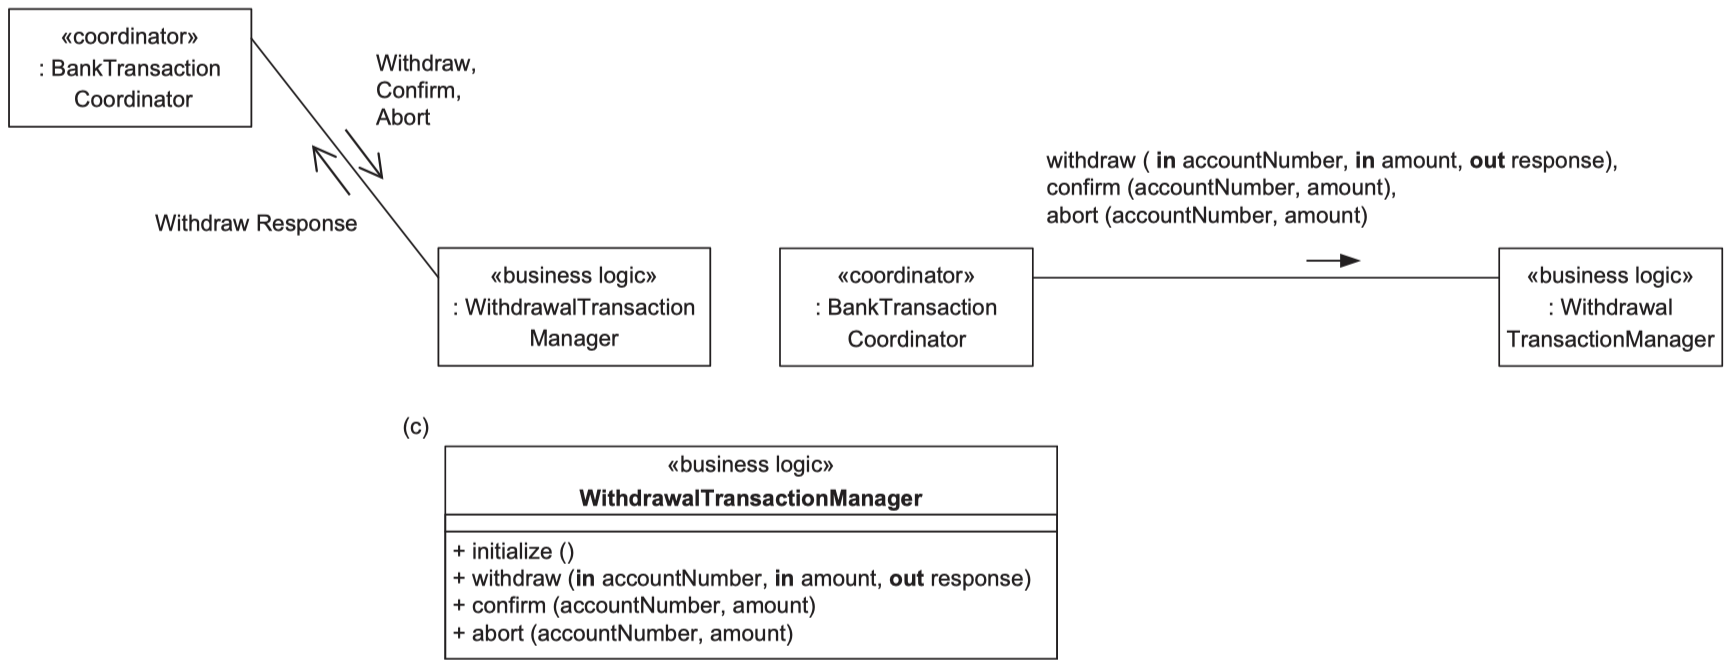 «coordinator»
: BankTransaction
Coordinator
Withdraw,
Confirm,
Abort
Withdraw Response
«business logic»
: WithdrawalTransaction
Manager
withdraw ( in accountNumber, in amount, out response),
confirm (accountNumber, amount),
abort (accountNumber, amount)
«coordinator»
: BankTransaction
Coordinator
«business logic»
: Withdrawal
TransactionManager
(c)
«business logic»
WithdrawalTransactionManager
+ initialize ()
+ withdraw (in accountNumber, in amount, out response)
+ confirm (accountNumber, amount)
+ abort (accountNumber, amount)